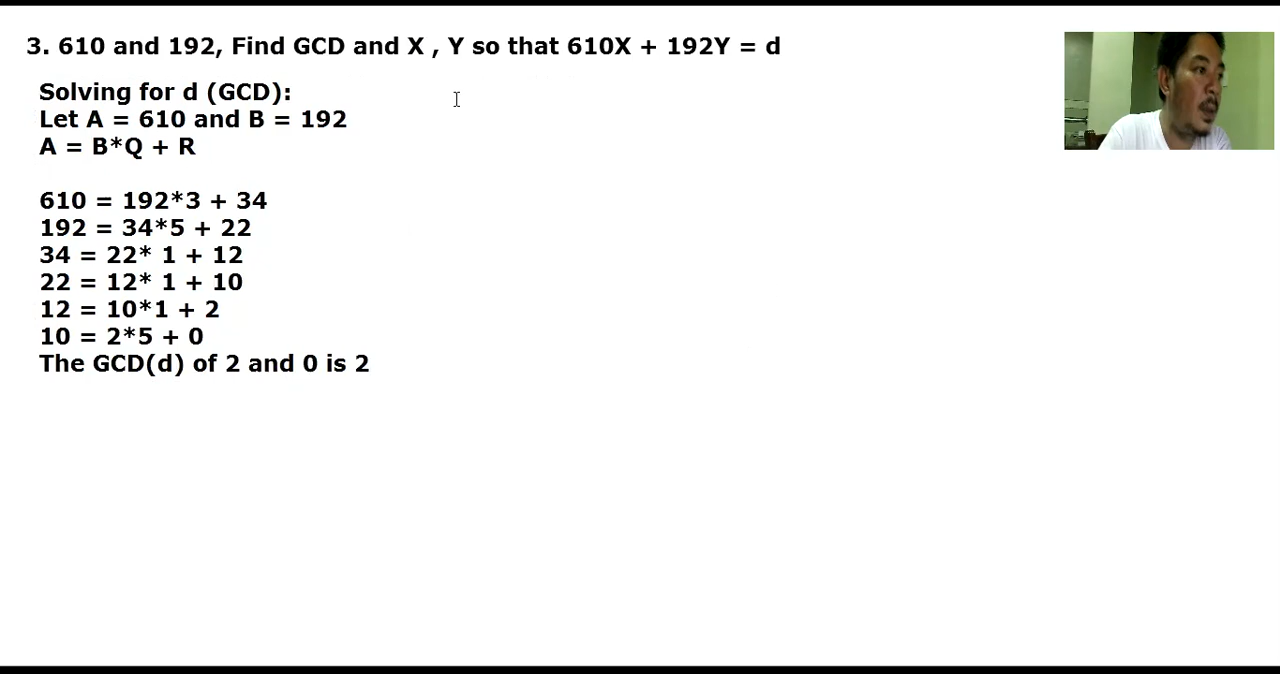 3. 610 and 192, Find GCD and X , Y so that 610X + 192Y = d
Solving for d (GCD):
Let A = 610 and B = 192
A = B*Q + R
610 = 192*3 + 34
192 = 34*5 + 22
34 = 22* 1 + 12
22 = 12* 1 + 10
12 = 10*1 + 2
10 = 2*5 + 0
The GCD(d) of 2 and 0 is 2